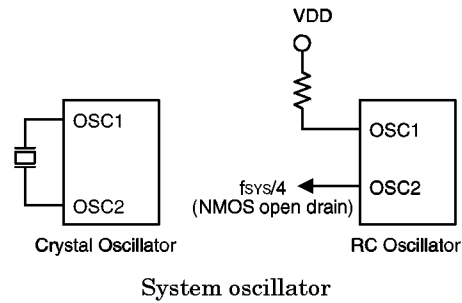 VDD
OSC1
OSC2
Crystal Oscillator
OSC1
fSYS/4
(NMOS open drain)
OSC2
RC Oscillator
System oscillator